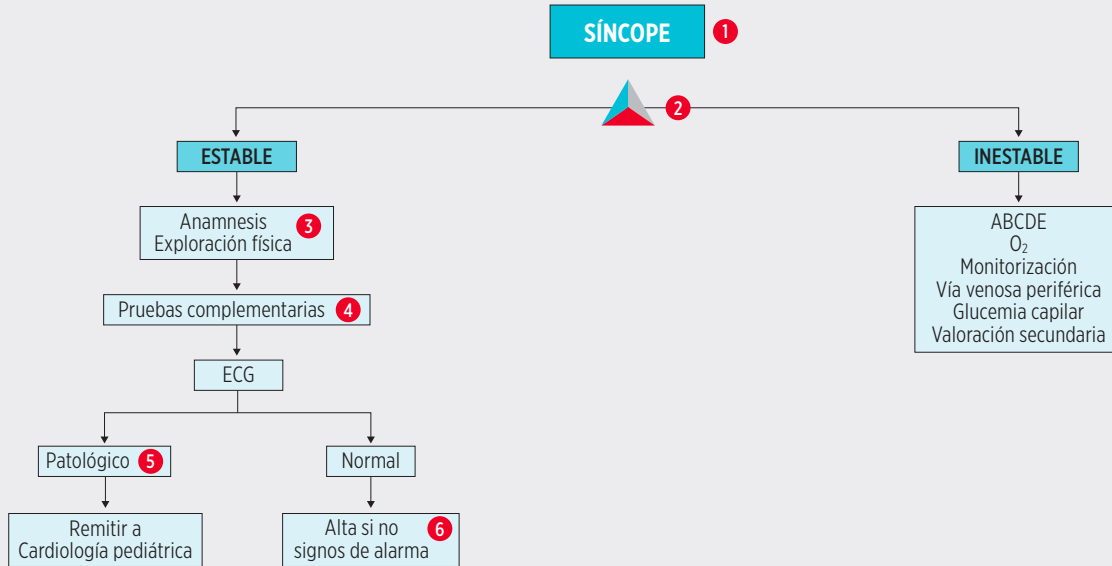 SÍNCOPE 1
2
ESTABLE
INESTABLE
Anamnesis 3
Exploración física
ABCDE
O₂
Monitorización
Vía venosa periférica
Glucemia capilar
Valoración secundaria
Pruebas complementarias 4
ECG
Patológico 5
Normal
Remitir a
Cardiología pediátrica
Alta si no 6
signos de alarma